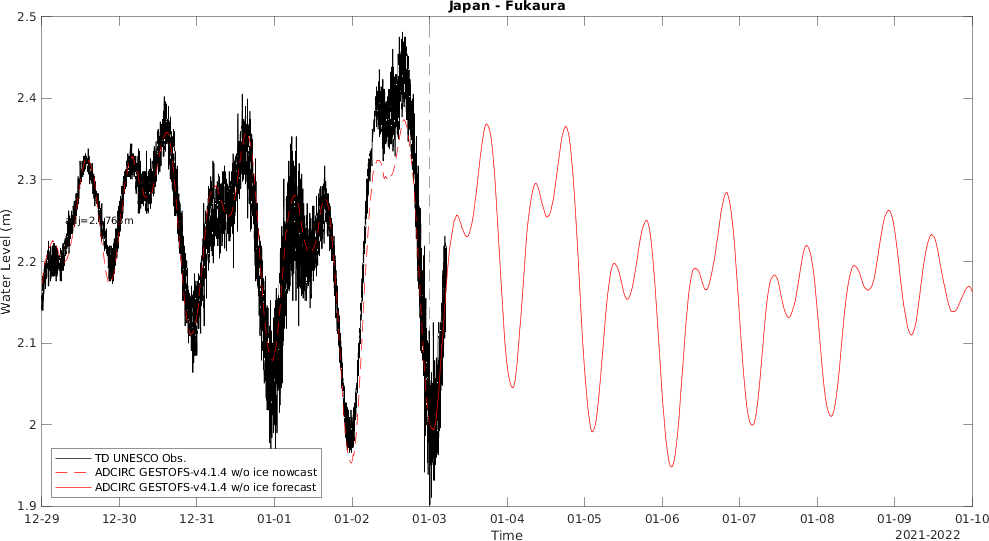 Japan - Fukaura
2.5
2.4
2.3
2.2
2.1
2
1.9
Water Level (m)
TD UNESCO Obs.
ADCIRC GESTOFS-v4.1.4 w/o ice nowcast
ADCIRC GESTOFS-v4.1.4 w/o ice forecast
12-29 12-30 12-31 01-01 01-02 01-03 01-04 01-05 01-06 01-07 01-08 01-09 01-10
Time
2021-2022